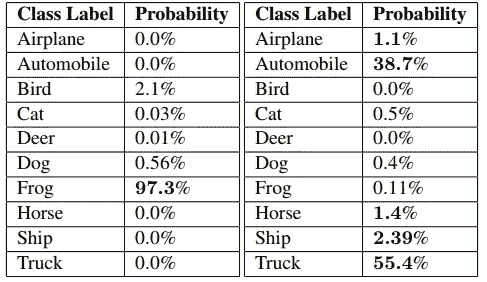 Class Label Probability Class Label Probability
Airplane 0.0% Airplane 1.1%
Automobile 0.0% Automobile 38.7%
Bird 2.1% Bird 0.0%
Cat 0.03% Cat 0.5%
Deer 0.01% Deer 0.0%
Dog 0.56% Dog 0.4%
Frog 97.3% Frog 0.11%
Horse 0.0% Horse 1.4%
Ship 0.0% Ship 2.39%
Truck 0.0% Truck 55.4%